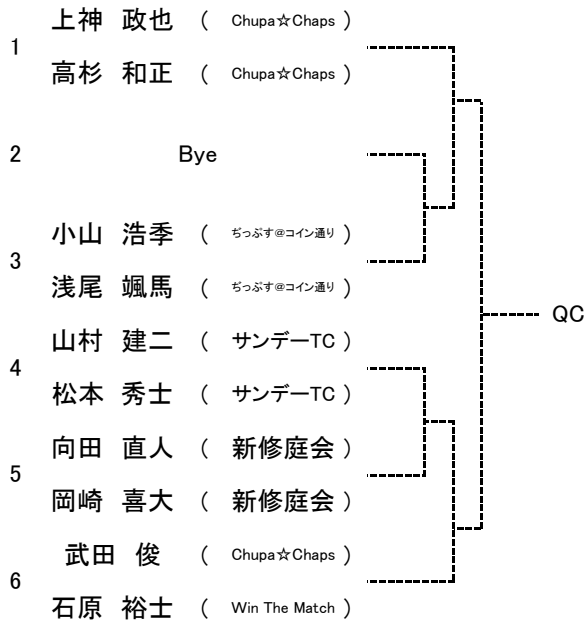 1
上神 政也 ( Chupa☆Chaps )
高杉 和正 ( Chupa☆Chaps )
2 Bye
3
小山 浩季 ( ぢっぷす@コイン通り )
浅尾 颯馬 ( ぢっぷす@コイン通り )
QC
4
山村 建二 ( サンデーTC )
松本 秀士 ( サンデーTC )
5
向田 直人 ( 新修庭会 )
岡崎 喜大 ( 新修庭会 )
6
武田 俊 ( Chupa☆Chaps )
石原 裕士 ( Win The Match )